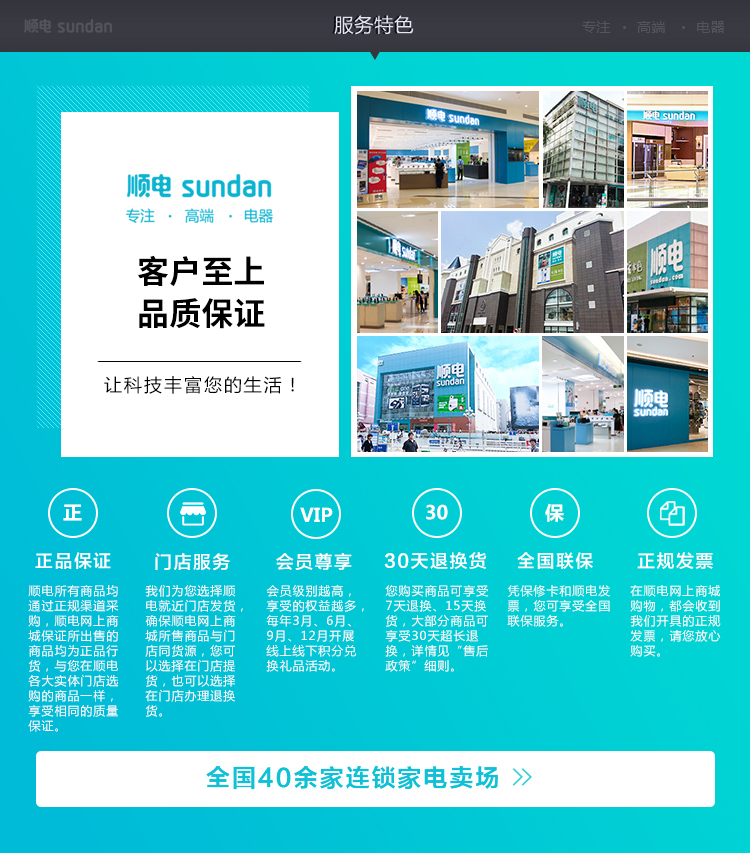 顺电 sundan
服务特色
专注 · 高端 · 电器
顺电 sundan
专注 · 高端 · 电器
客户至上
品质保证
让科技丰富您的生活！
顺电 sundan
顺电 sundan
顺电
sundan.com
顺电
sundan
顺电
sundan
正
正品保证
顺电所有商品均
通过正规渠道采
购，顺电网上商
城保证所出售的
商品均为正品行
货，与您在顺电
各大实体门店选
购的商品一样，
享受相同的质量
保证。
门店服务
我们为您选择顺
电就近门店发货，
确保顺电网上商
城所售商品与门
店同货源，您可
以选择在门店提
货，也可以选择
在门店办理退换
货。
VIP
会员尊享
会员级别越高，
享受的权益越多，
每年3月、6月、
9月、12月开展
线上线下积分兑
换礼品活动。
30
30天退换货
您购买商品可享受
7天退换、15天换
货，大部分商品可
享受30天超长退
换，详情见“售后
政策”细则。
保
全国联保
凭保修卡和顺电发
票，您可享受全国
联保服务。
正规发票
在顺电网上商城
购物，都会收到
我们开具的正规
发票，请您放心
购买。
全国40余家连锁家电卖场 >>